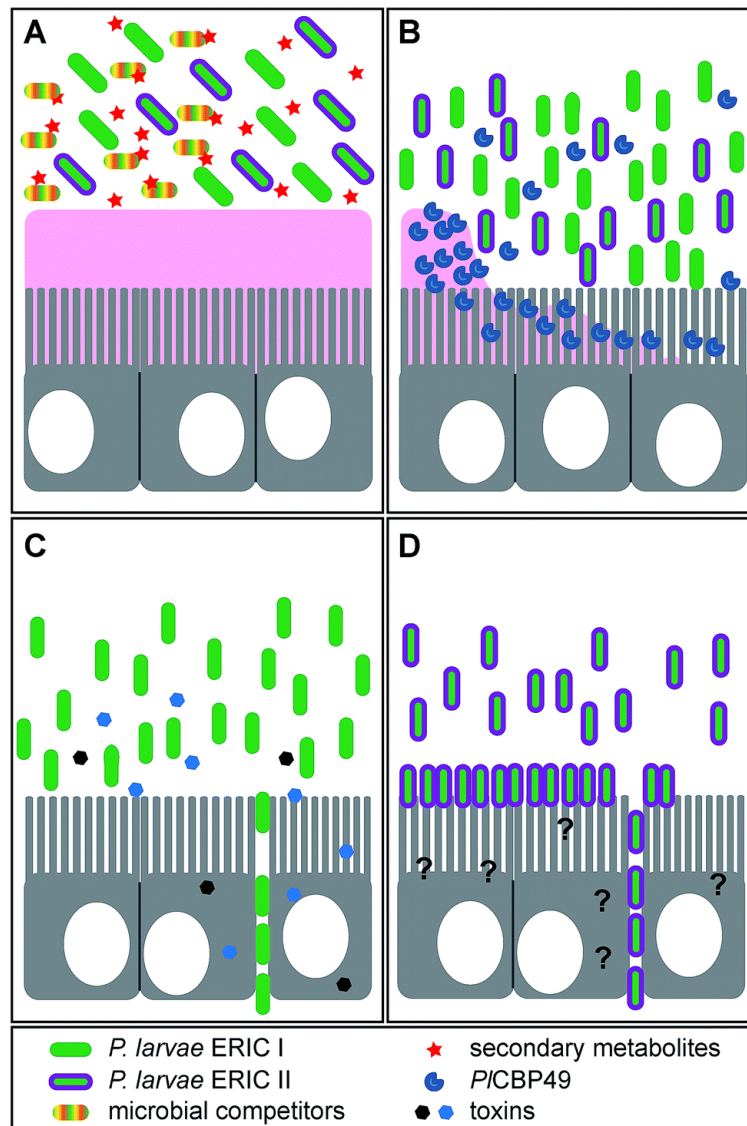 A
B
C
D
?
?
?
?
?
?
P. larvae ERIC I
P. larvae ERIC II
microbial competitors
secondary metabolites
PlCBP49
toxins